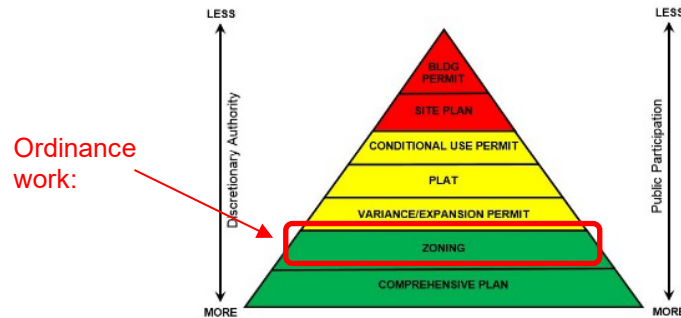 LESS
LESS
BLDG
PERMIT
SITE PLAN
Ordinance
work:
CONDITIONAL USE PERMIT
Discretionary Authority
PLAT
Public Participation
VARIANCE/EXPANSION PERMIT
ZONING
COMPREHENSIVE PLAN
MORE
MORE